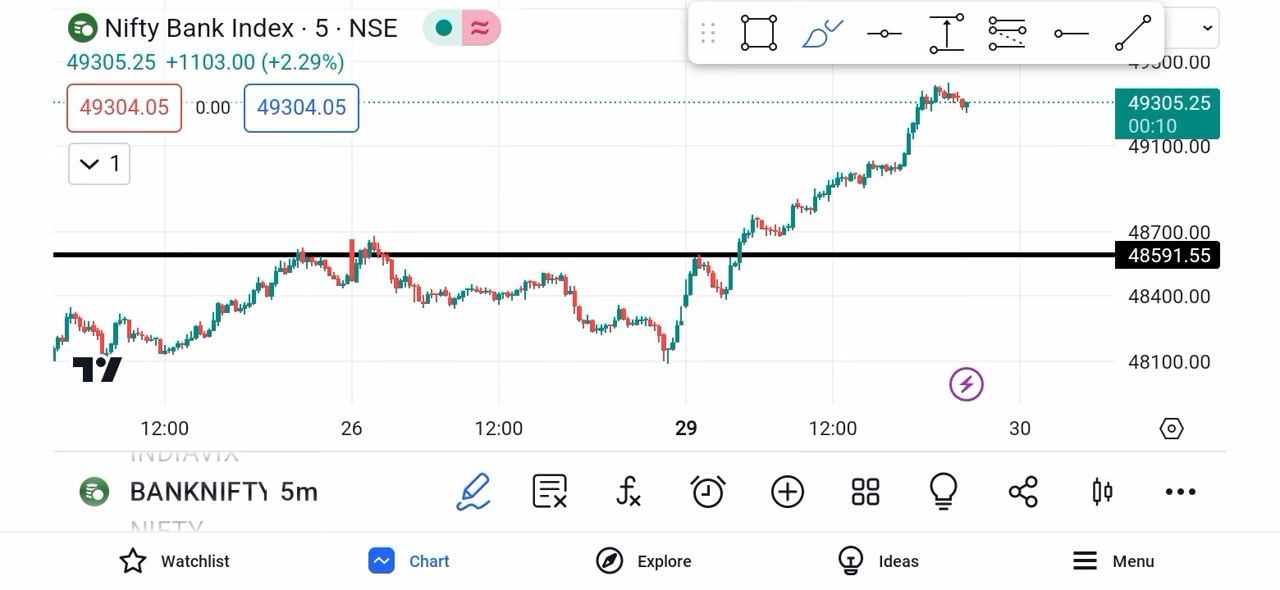 Nifty Bank Index · 5 · NSE
49305.25 +1103.00 (+2.29%)
49304.05 0.00 49304.05
1
49305.25
00:10
49100.00
48700.00
48591.55
48400.00
48100.00
12:00 26 12:00 29 12:00 30
INDIAVIX
BANKNIFTY 5m
NIFTY
Watchlist Chart Explore Ideas Menu